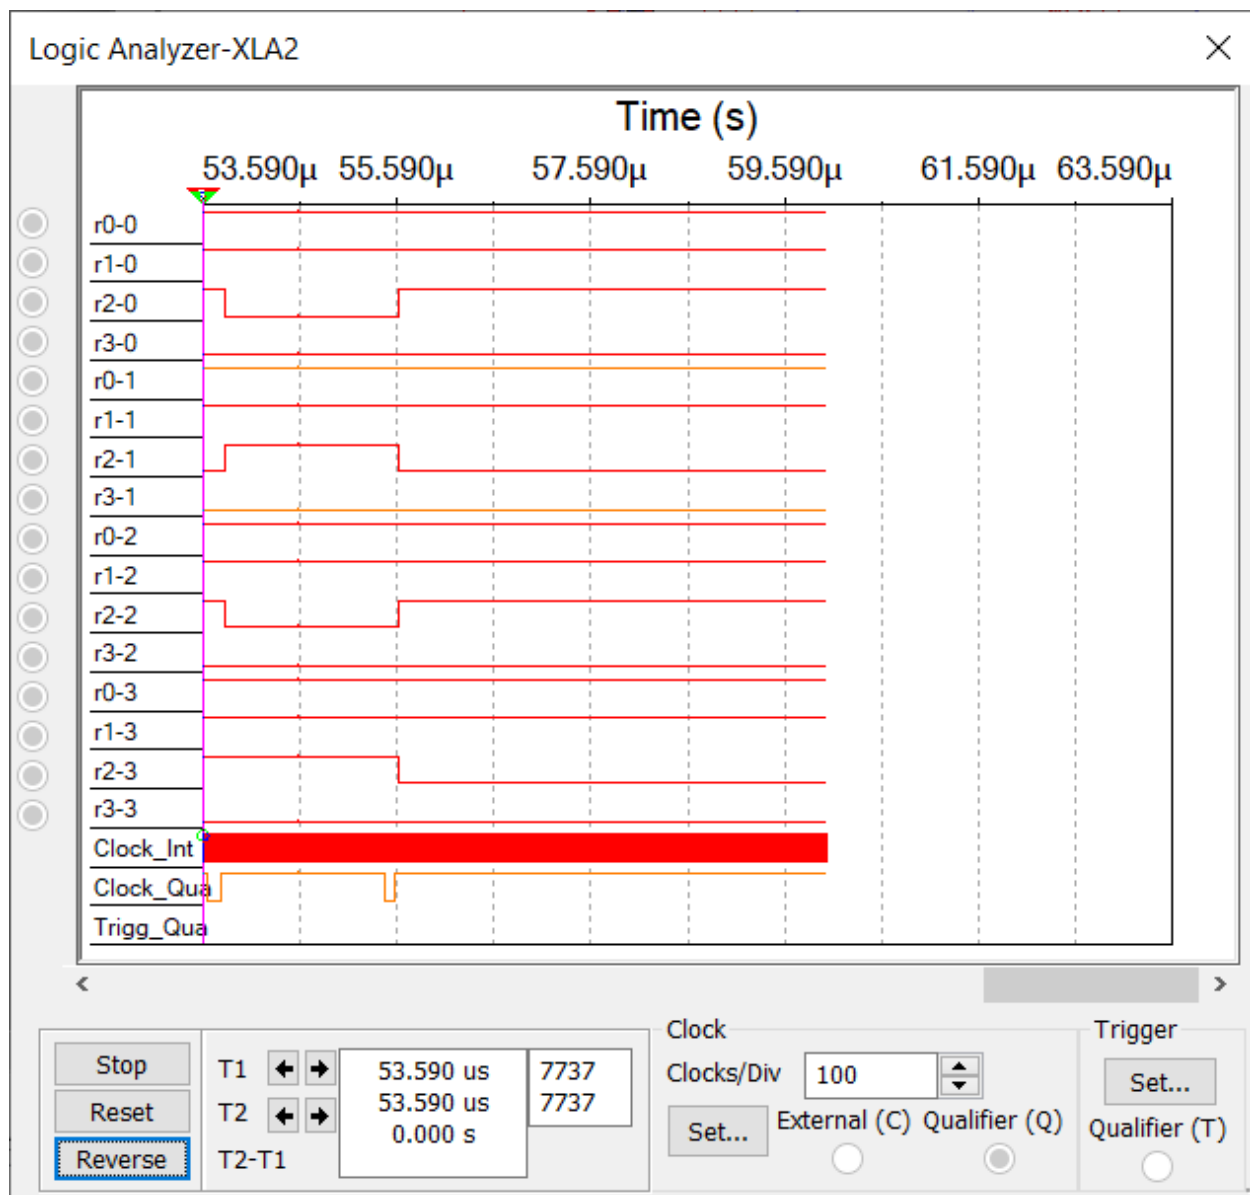 Logic Analyzer-XLA2
Time (s)
53.590µ 55.590µ 57.590µ 59.590µ 61.590µ 63.590µ
r0-0
r1-0
r2-0
r3-0
r0-1
r1-1
r2-1
r3-1
r0-2
r1-2
r2-2
r3-2
r0-3
r1-3
r2-3
r3-3
Clock_Int
Clock_Qua
Trigg_Qua
Stop
Reset
Reverse
T1 53.590 us 7737
T2 53.590 us 7737
T2-T1 0.000 s
Clock
Clocks/Div 100
Set... External (C) Qualifier (Q)
Trigger
Set...
Qualifier (T)